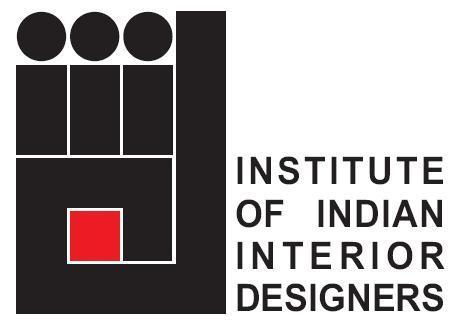 INSTITUTE
OF INDIAN
INTERIOR
DESIGNERS